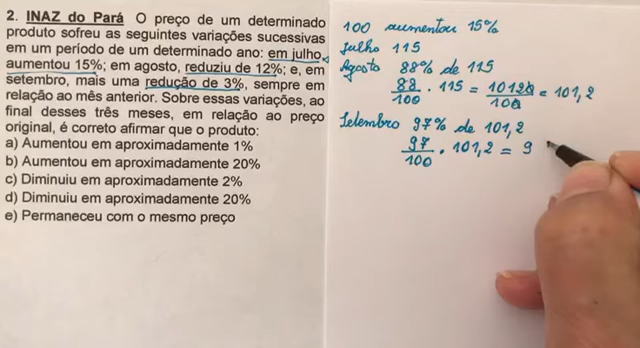 2. INAZ do Pará O preço de um determinado
produto sofreu as seguintes variações sucessivas
em um período de um determinado ano: em julho,
aumentou 15%; em agosto, reduziu de 12%; e, em
setembro, mais uma redução de 3%, sempre em
relação ao mês anterior. Sobre essas variações, ao
final desses três meses, em relação ao preço
original, é correto afirmar que o produto:
a) Aumentou em aproximadamente 1%
b) Aumentou em aproximadamente 20%
c) Diminuiu em aproximadamente 2%
d) Diminuiu em aproximadamente 20%
e) Permaneceu com o mesmo preço
100 aumentou 15%
Julho 115
Agosto 88% de 115
88/100 . 115 = 10120/100 = 101,2
Setembro 97% de 101,2
97/100 . 101,2 = 9